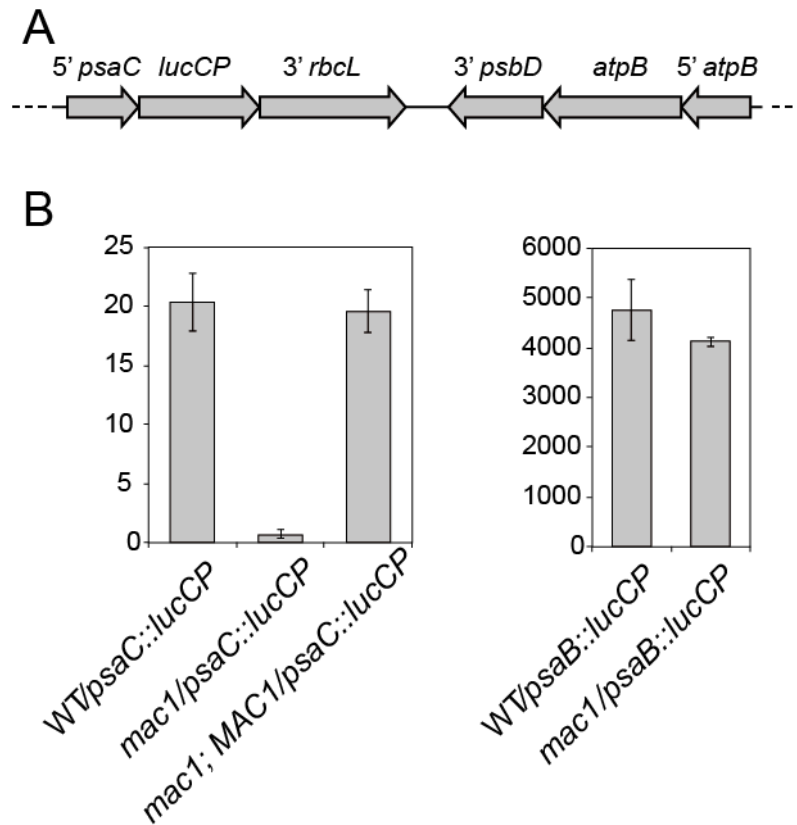 A
5' psaC lucCP 3' rbcL 3' psbD atpB 5' atpB
B
25
20
15
10
5
0
WT/psaC::lucCP
mac1/psaC::lucCP
mac1; MAC1/psaC::lucCP
6000
5000
4000
3000
2000
1000
0
WT/psaB::lucCP
mac1/psaB::lucCP